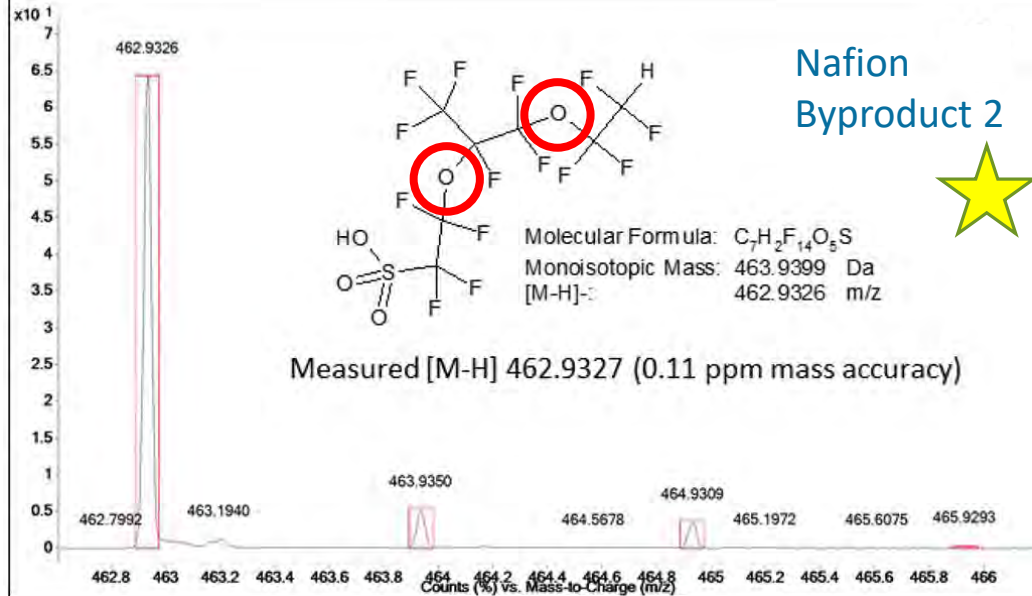 x10 1
7
6.5
6
5.5
5
4.5
4
3.5
3
2.5
2
1.5
1
0.5
0
462.9326
Nafion
Byproduct 2
F
F
F
H
F
F
O
F
F
F
F
F
O
F
F
HO
S
F
O
F
O
Molecular Formula: C7H2F14O5S
Monoisotopic Mass: 463.9399 Da
[M-H]-: 462.9326 m/z
Measured [M-H] 462.9327 (0.11 ppm mass accuracy)
462.7992
463.1940
463.9350
464.5678
464.9309
465.1972
465.6075
465.9293
462.8 463 463.2 463.4 463.6 463.8 464 464.2 464.4 464.6 464.8 465 465.2 465.4 465.6 465.8 466
Counts (%) vs. Mass-to-Charge (m/z)